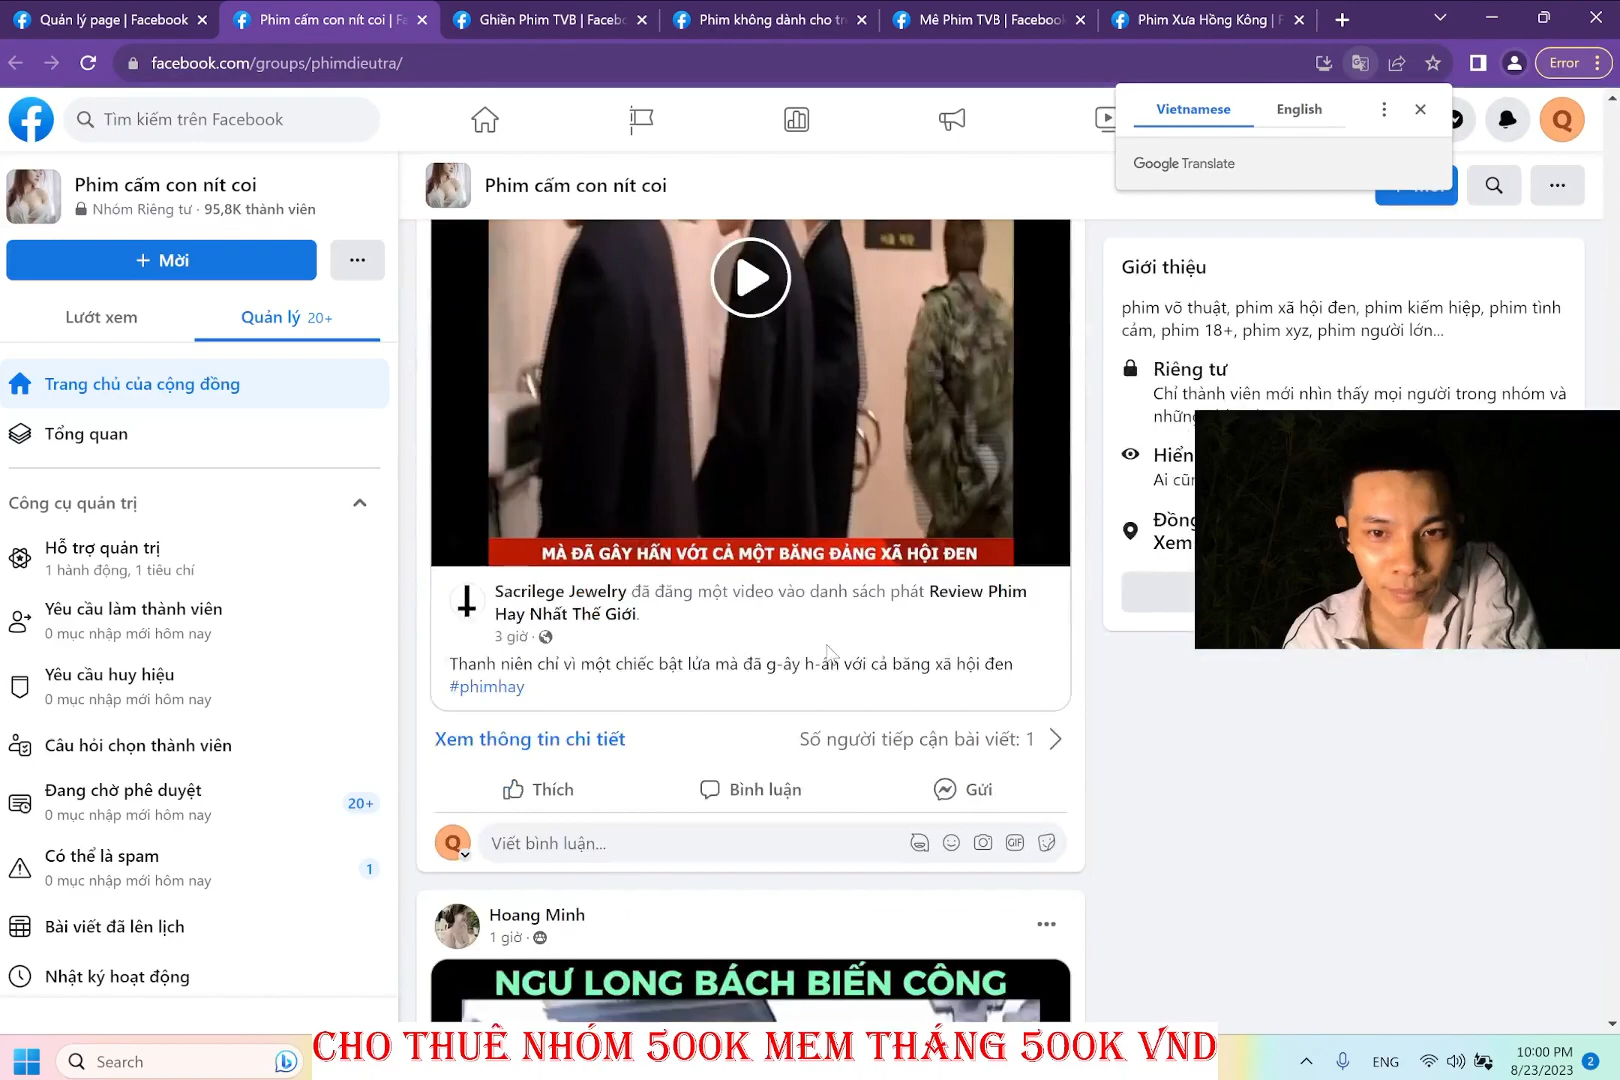 Quản lý page | Facebook
Phim cấm con nít coi | Fa
Ghiền Phim TVB | Facebo
Phim không dành cho tr
Mê Phim TVB | Facebook
Phim Xưa Hồng Kông | F
facebook.com/groups/phimdieutra/
Error
Tìm kiếm trên Facebook
Vietnamese
English
Google Translate
Q
Phim cấm con nít coi
Nhóm Riêng tư · 95,8K thành viên
+ Mời
Lướt xem
Quản lý 20+
Trang chủ của cộng đồng
Tổng quan
Công cụ quản trị
Hỗ trợ quản trị
1 hành động, 1 tiêu chí
Yêu cầu làm thành viên
0 mục nhập mới hôm nay
Yêu cầu huy hiệu
0 mục nhập mới hôm nay
Câu hỏi chọn thành viên
Đang chờ phê duyệt
0 mục nhập mới hôm nay
20+
Có thể là spam
0 mục nhập mới hôm nay
1
Bài viết đã lên lịch
Nhật ký hoạt động
Phim cấm con nít coi
MÀ ĐÃ GÂY HẤN VỚI CẢ MỘT BĂNG ĐẢNG XÃ HỘI ĐEN
Sacrilege Jewelry đã đăng một video vào danh sách phát Review Phim
Hay Nhất Thế Giới.
3 giờ ·
Thanh niên chỉ vì một chiếc bật lửa mà đã g-ây h-ấn với cả băng xã hội đen
#phimhay
Xem thông tin chi tiết
Số người tiếp cận bài viết: 1
Thích
Bình luận
Gửi
Q
Viết bình luận...
GIF
Hoang Minh
1 giờ ·
NGƯ LONG BÁCH BIẾN CÔNG
Giới thiệu
phim võ thuật, phim xã hội đen, phim kiếm hiệp, phim tình
cảm, phim 18+, phim xyz, phim người lớn...
Riêng tư
Chỉ thành viên mới nhìn thấy mọi người trong nhóm và
những
Hiển
Ai cũ
Đồng
Xem
CHO THUÊ NHÓM 500K MEM THÁNG 500K VND
Search
ENG
10:00 PM
8/23/2023
2